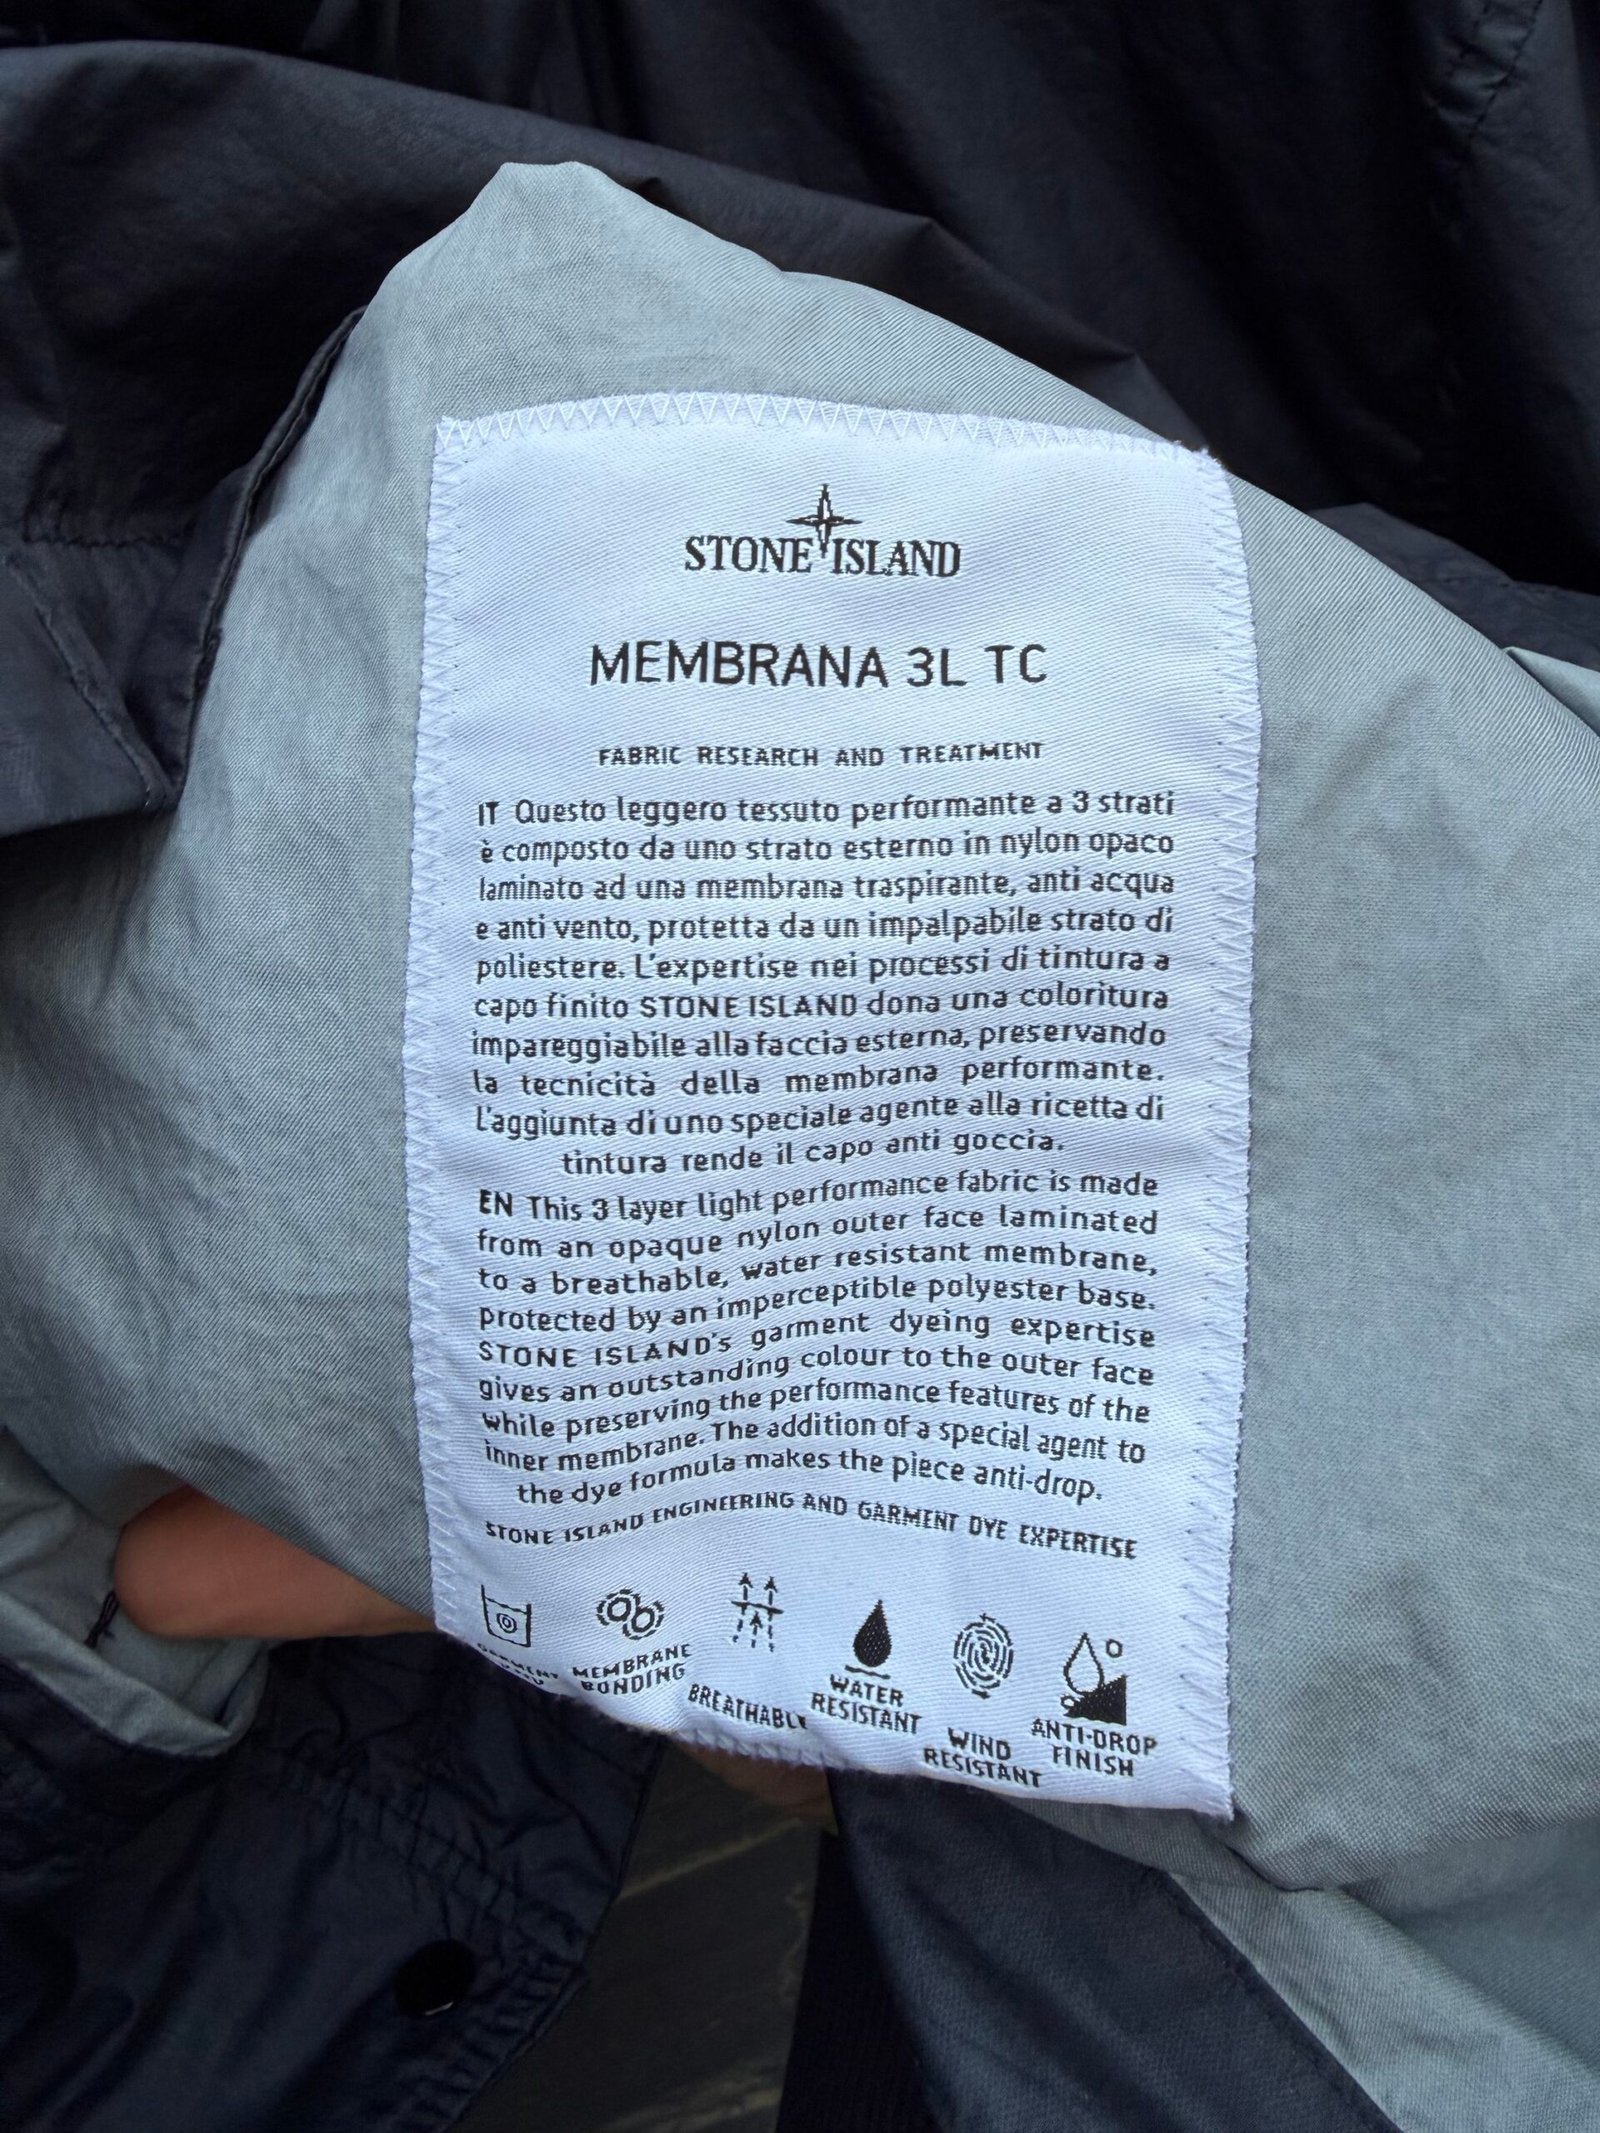 STONE ISLAND
MEMBRANA 3L TC
FABRIC RESEARCH AND TREATMENT
IT Questo leggero tessuto performante a 3 strati
è composto da uno strato esterno in nylon opaco
laminato ad una membrana traspirante, anti acqua
e anti vento, protetta da un impalpabile strato di
poliestere. L'expertise nei processi di tintura a
capo finito STONE ISLAND dona una coloritura
impareggiabile alla faccia esterna, preservando
la tecnicità della membrana performante.
L'aggiunta di uno speciale agente alla ricetta di
tintura rende il capo anti goccia.
EN This 3 layer light performance fabric is made
from an opaque nylon outer face laminated
to a breathable, water resistant membrane,
protected by an imperceptible polyester base.
STONE ISLAND's garment dyeing expertise
gives an outstanding colour to the outer face
while preserving the performance features of the
inner membrane. The addition of a special agent to
the dye formula makes the piece anti-drop.
STONE ISLAND ENGINEERING AND GARMENT DYE EXPERTISE
GARMENT
MEMBRANE
BONDING
BREATHABLE
WATER
RESISTANT
WIND
RESISTANT
ANTI-DROP
FINISH